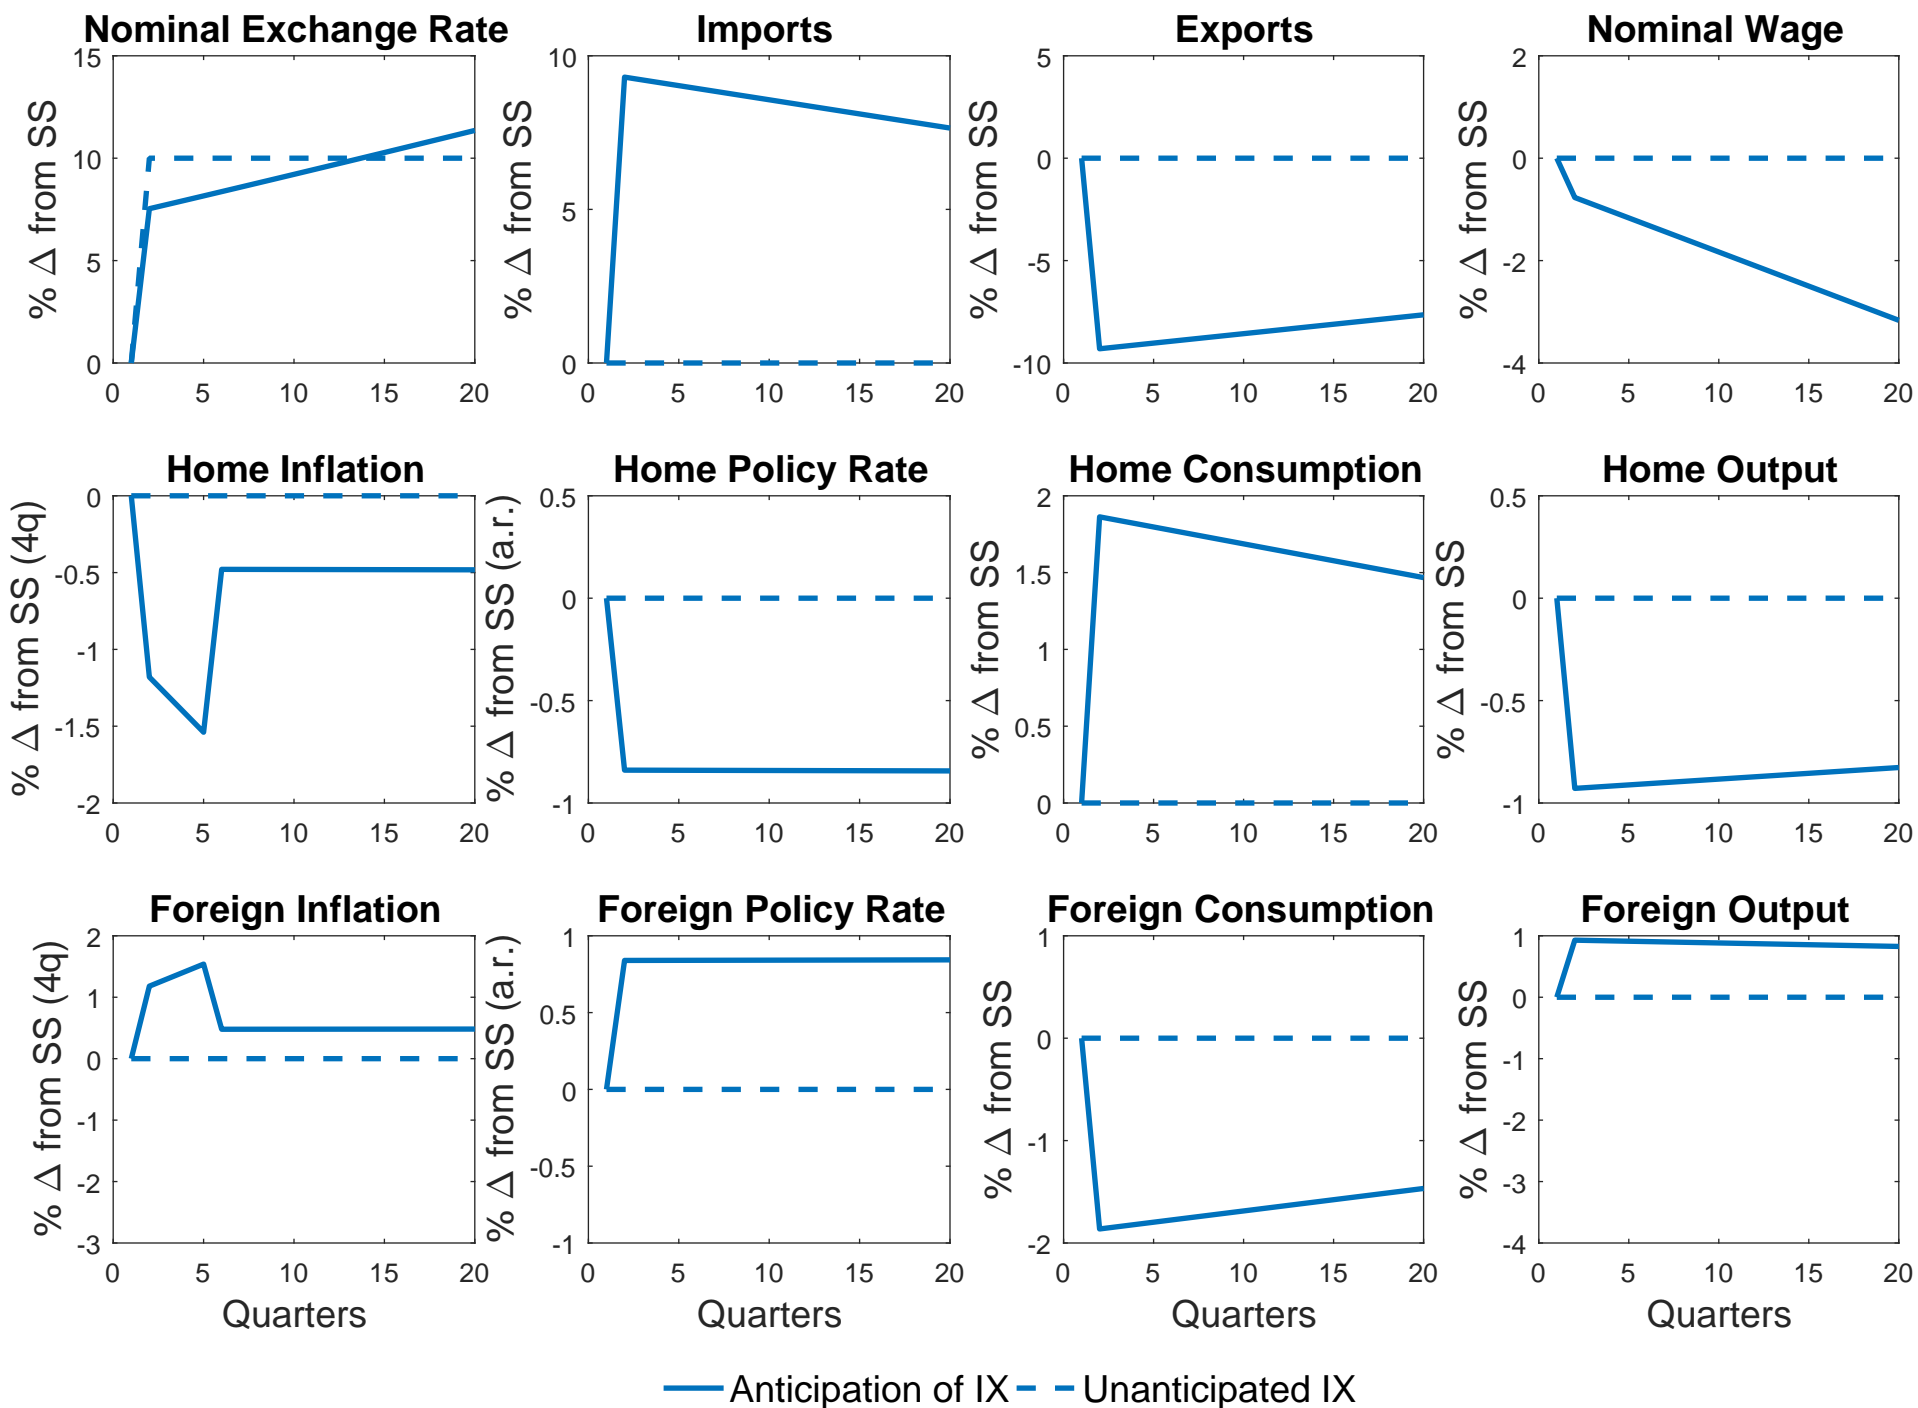 Nominal Exchange Rate
% Δ from SS
15
10
5
0
0 5 10 15 20
Imports
% Δ from SS
10
5
0
0 5 10 15 20
Exports
% Δ from SS
5
0
-5
-10
0 5 10 15 20
Nominal Wage
% Δ from SS
2
0
-2
-4
0 5 10 15 20
Home Inflation
% Δ from SS (4q)
0
-0.5
-1
-1.5
-2
0 5 10 15 20
Home Policy Rate
% Δ from SS (a.r.)
0.5
0
-0.5
-1
0 5 10 15 20
Home Consumption
% Δ from SS
2
1.5
1
0.5
0
0 5 10 15 20
Home Output
% Δ from SS
0.5
0
-0.5
-1
0 5 10 15 20
Foreign Inflation
% Δ from SS (4q)
2
1
0
-1
-2
-3
0 5 10 15 20
Quarters
Foreign Policy Rate
% Δ from SS (a.r.)
1
0.5
0
-0.5
-1
0 5 10 15 20
Quarters
Foreign Consumption
% Δ from SS
1
0
-1
-2
0 5 10 15 20
Quarters
Foreign Output
% Δ from SS
1
0
-1
-2
-3
-4
0 5 10 15 20
Quarters
Anticipation of IX
Unanticipated IX